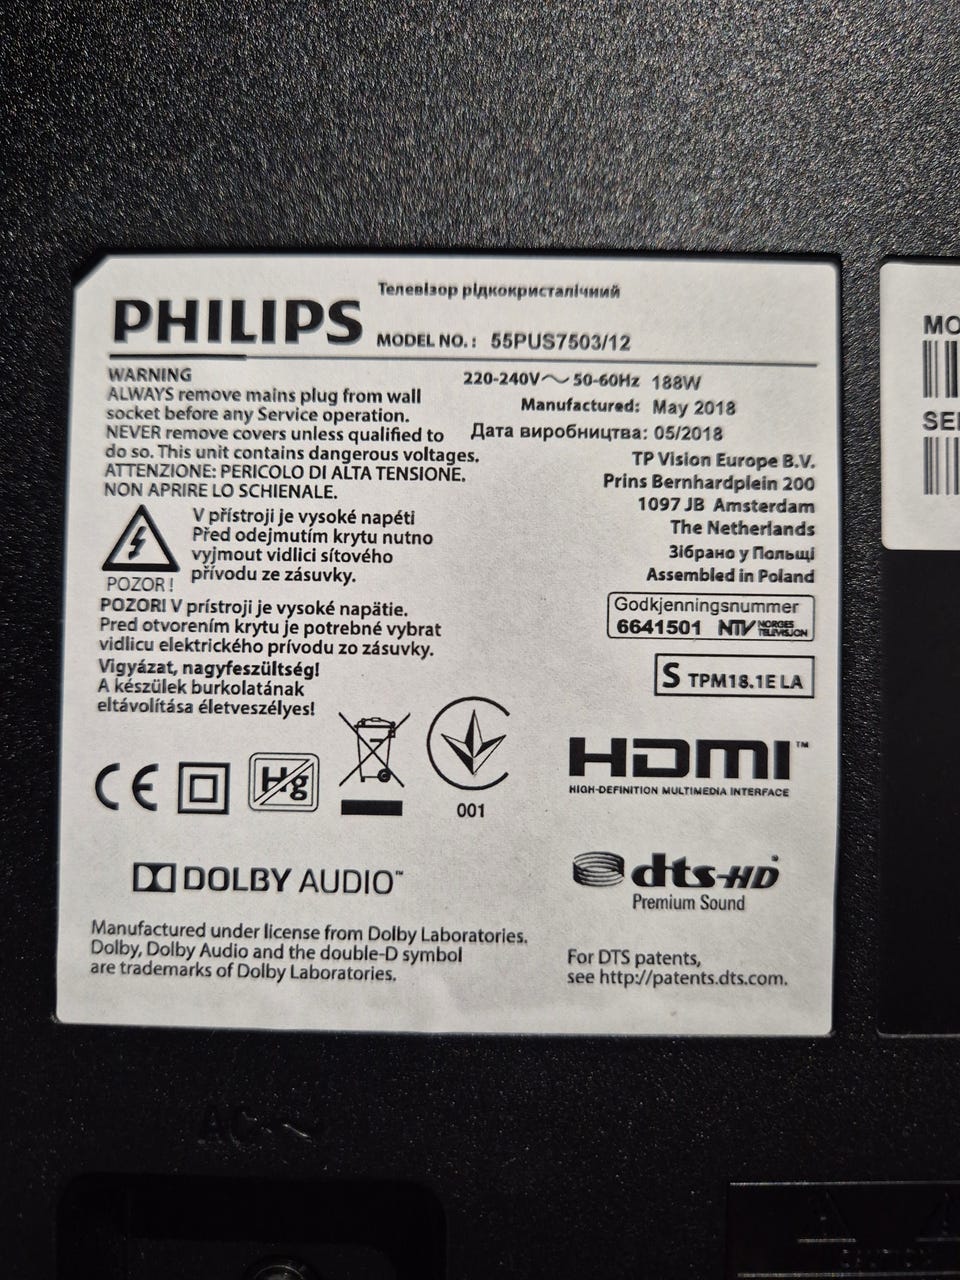 Телевізор рідкокристалічний
PHILIPS
MODEL NO. : 55PUS7503/12
WARNING
ALWAYS remove mains plug from wall
socket before any Service operation.
NEVER remove covers unless qualified to
do so. This unit contains dangerous voltages.
ATTENZIONE: PERICOLO DI ALTA TENSIONE.
NON APRIRE LO SCHIENALE.
V přístroji je vysoké napéti
Před odejmutím krytu nutno
vyjmout vidlici sítového
přívodu ze zásuvky.
POZOR !
POZOR! V prístroji je vysoké napätie.
Pred otvorením krytu je potrebné vybrat
vidlicu elektrického prívodu zo zásuvky.
Vigyázat, nagyfeszültség!
A készülek burkolatának
eltávolítása életveszélyes!
220-240V~ 50-60Hz 188W
Manufactured: May 2018
Дата виробництва: 05/2018
TP Vision Europe B.V.
Prins Bernhardplein 200
1097 JB Amsterdam
The Netherlands
Зібрано у Польщі
Assembled in Poland
Godkjenningsnummer
6641501 NTV NORGES
TELEVISJON
S TPM18.1E LA
CE
Hg
001
HDMI™
HIGH-DEFINITION MULTIMEDIA INTERFACE
DOLBY AUDIO™
dts-HD
Premium Sound
Manufactured under license from Dolby Laboratories.
Dolby, Dolby Audio and the double-D symbol
are trademarks of Dolby Laboratories.
For DTS patents,
see http://patents.dts.com.
MO
SE
AC~